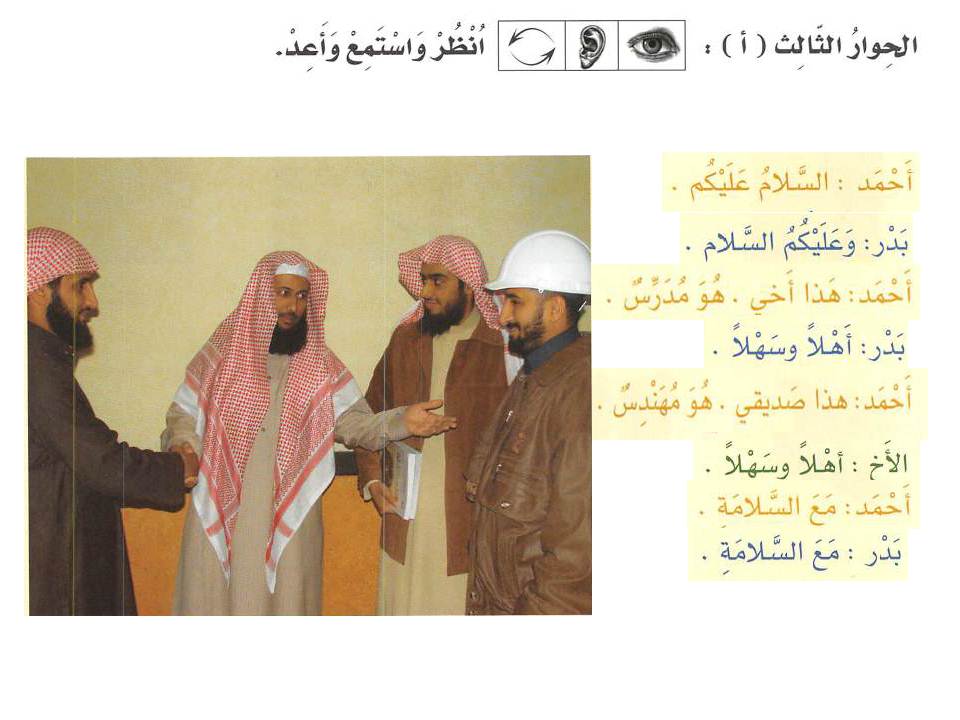 الحِوارُ الثّالِث ( أ ) : اُنْظُرْ وَاسْتَمِعْ وَأَعِدْ.
أَحْمَد : السَّلامُ عَلَيْكُم .
بَدْر: وَعَلَيْكُمُ السَّلام .
أَحْمَد: هَذا أَخي . هُوَ مُدَرِّسٌ .
بَدْر: أَهْلاً وسَهْلاً .
أَحْمَد: هذا صَديقي . هُوَ مُهَنْدِسٌ .
الأَخ : أهْلاً وسَهْلاً .
أَحْمَد: مَعَ السَّلامَةِ .
بَدْر : مَعَ السَّلامَةِ .